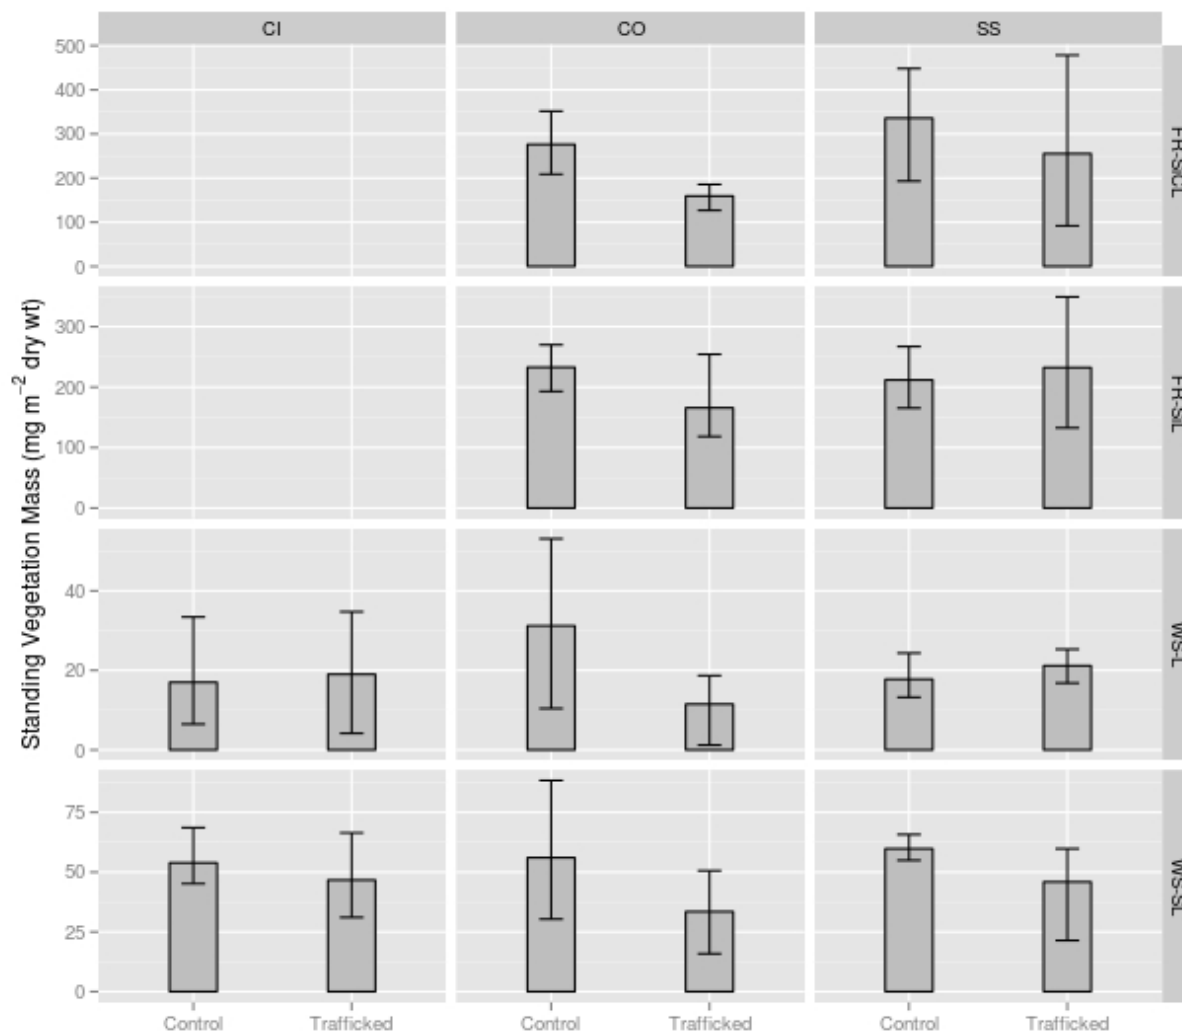 CI CO SS
500
400
300
200
100
0
FR-SiCL
300
200
100
0
FR-SiL
40
20
0
WS-L
75
50
25
0
WS-SL
Standing Vegetation Mass (mg m⁻² dry wt)
Control Trafficked Control Trafficked Control Trafficked